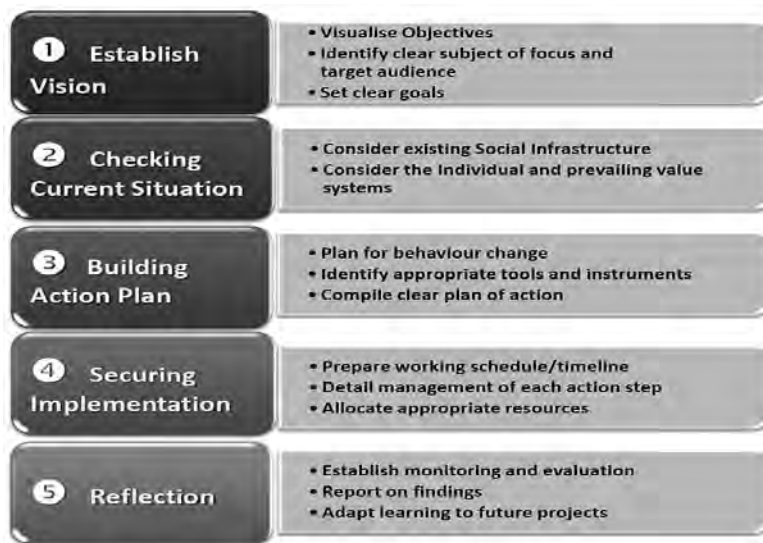 1 Establish
Vision
• Visualise Objectives
• Identify clear subject of focus and
target audience
• Set clear goals
2 Checking
Current Situation
• Consider existing Social Infrastructure
• Consider the Individual and prevailing value
systems
3 Building
Action Plan
• Plan for behaviour change
• Identify appropriate tools and instruments
• Compile clear plan of action
4 Securing
Implementation
• Prepare working schedule/timeline
• Detail management of each action step
• Allocate appropriate resources
5 Reflection
• Establish monitoring and evaluation
• Report on findings
• Adapt learning to future projects